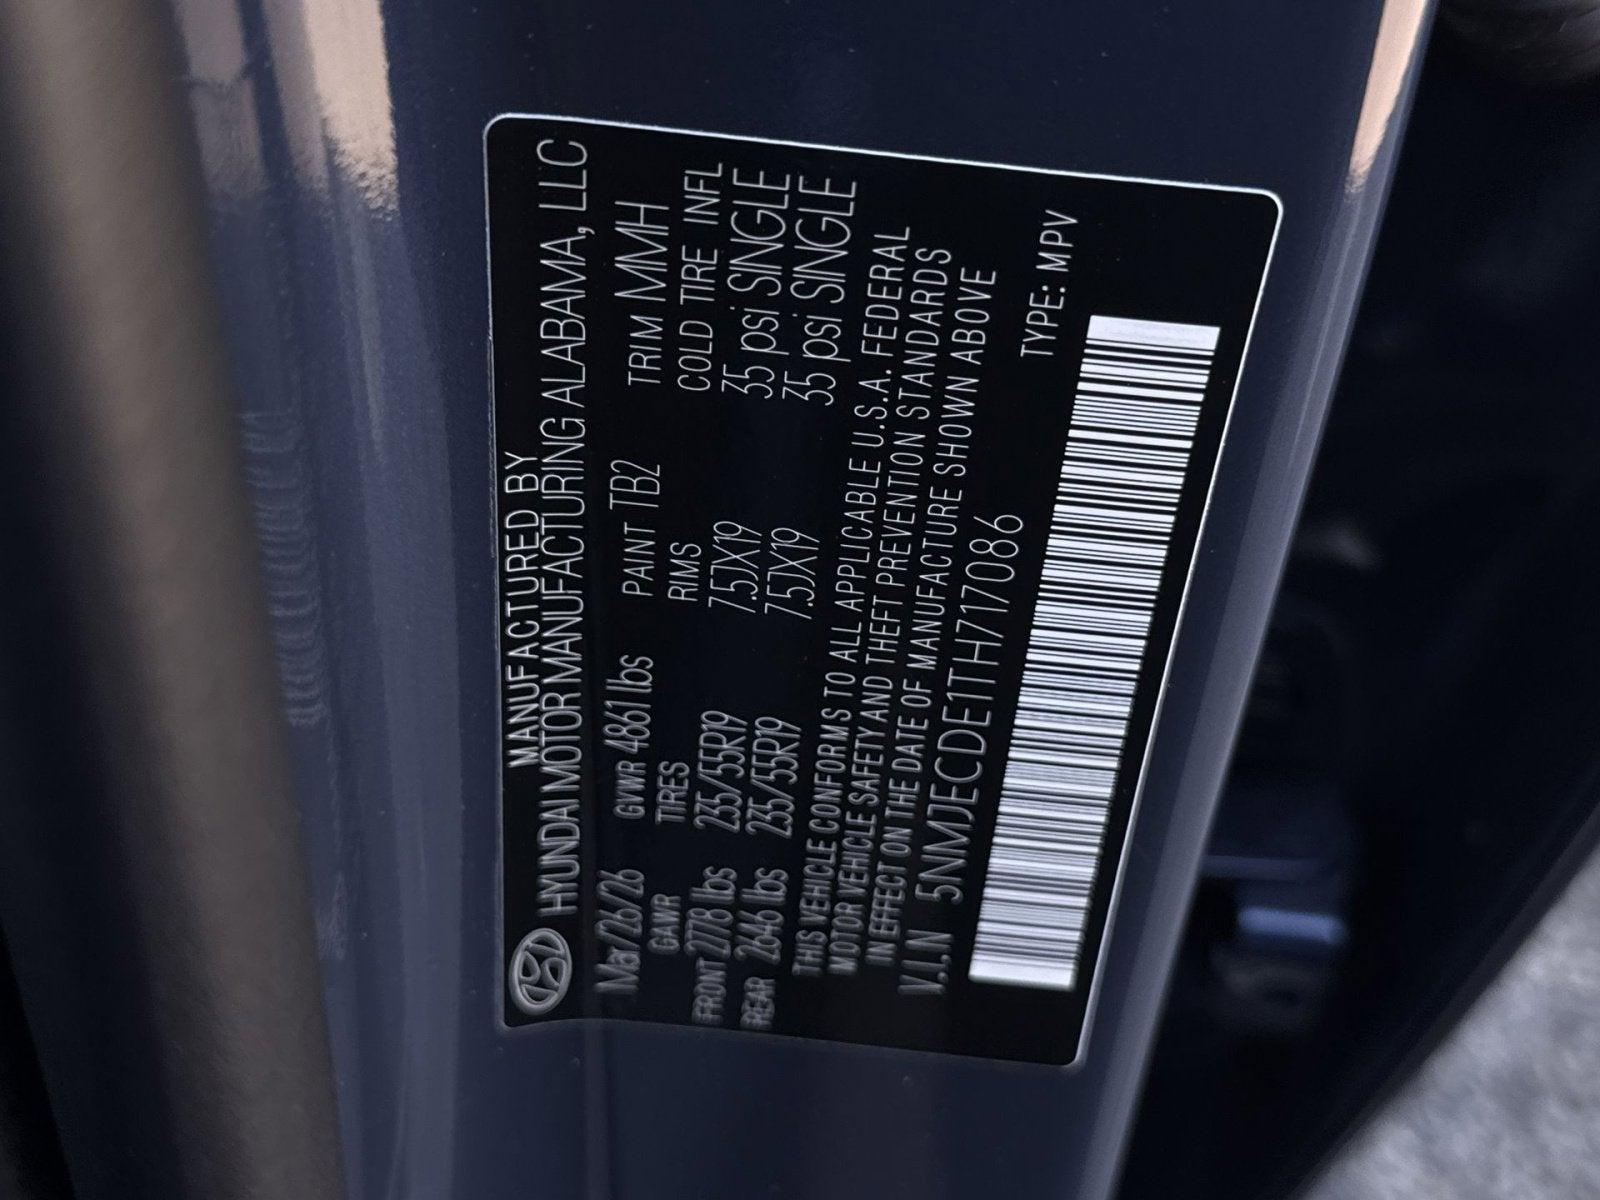 MANUFACTURED BY
HYUNDAI MOTOR MANUFACTURING ALABAMA, LLC
Mar/26/26 GVWR 4861 lbs PAINT TB2 TRIM MMH
GAWR TIRES RIMS COLD TIRE INFL
FRONT 2778 lbs 235/55R19 7.5JX19 35 psi SINGLE
REAR 2646 lbs 235/55R19 7.5JX19 35 psi SINGLE
THIS VEHICLE CONFORMS TO ALL APPLICABLE U.S.A. FEDERAL
MOTOR VEHICLE SAFETY AND THEFT PREVENTION STANDARDS
IN EFFECT ON THE DATE OF MANUFACTURE SHOWN ABOVE
V.I.N 5NMJECDE1TH717086
TYPE: MPV